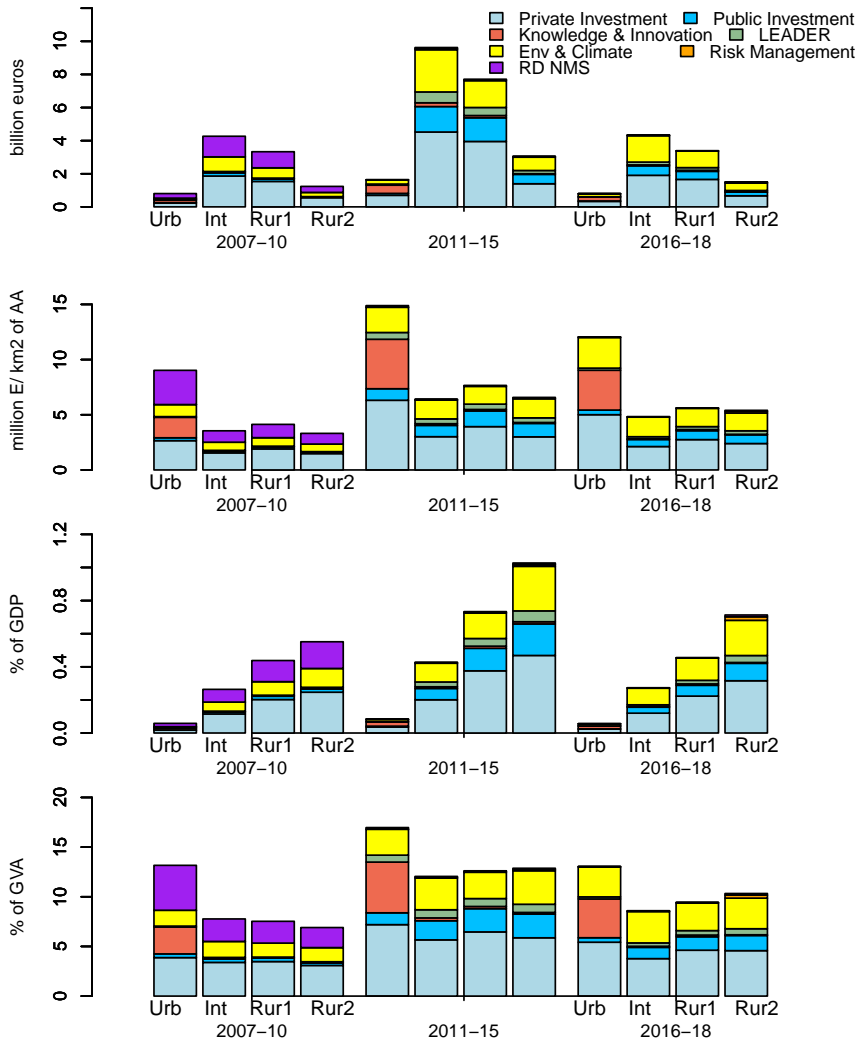 Private Investment Public Investment
Knowledge & Innovation LEADER
Env & Climate Risk Management
RD NMS
billion euros
0 2 4 6 8 10
Urb Int Rur1 Rur2
2007−10 2011−15 2016−18
million E/ km2 of AA
0 5 10 15
Urb Int Rur1 Rur2 Urb Int Rur1 Rur2
2007−10 2011−15 2016−18
% of GDP
0.0 0.4 0.8 1.2
Urb Int Rur1 Rur2 Urb Int Rur1 Rur2
2007−10 2011−15 2016−18
% of GVA
0 5 10 15 20
Urb Int Rur1 Rur2 Urb Int Rur1 Rur2
2007−10 2011−15 2016−18